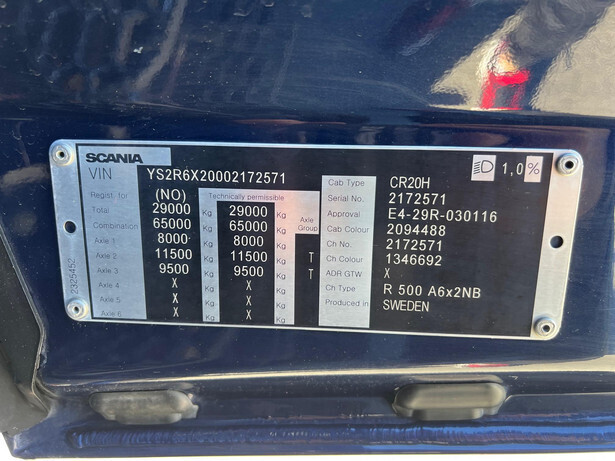 SCANIA
VIN YS2R6X20002172571
Regist. for (NO) Technically permissible
Total 29000 Kg 29000 Kg
Combination 65000 Kg 65000 Kg Axle Group
Axle 1 8000 Kg 8000 Kg
Axle 2 11500 Kg 11500 Kg T
Axle 3 9500 Kg 9500 Kg T
Axle 4 X Kg X Kg
Axle 5 X Kg X Kg
Axle 6 X Kg X Kg
2325452
1,0%
Cab Type CR20H
Serial No. 2172571
Approval E4-29R-030116
Cab Colour 2094488
Ch No. 2172571
Ch Colour 1346692
ADR GTW X
Ch Type R 500 A6x2NB
Produced in SWEDEN